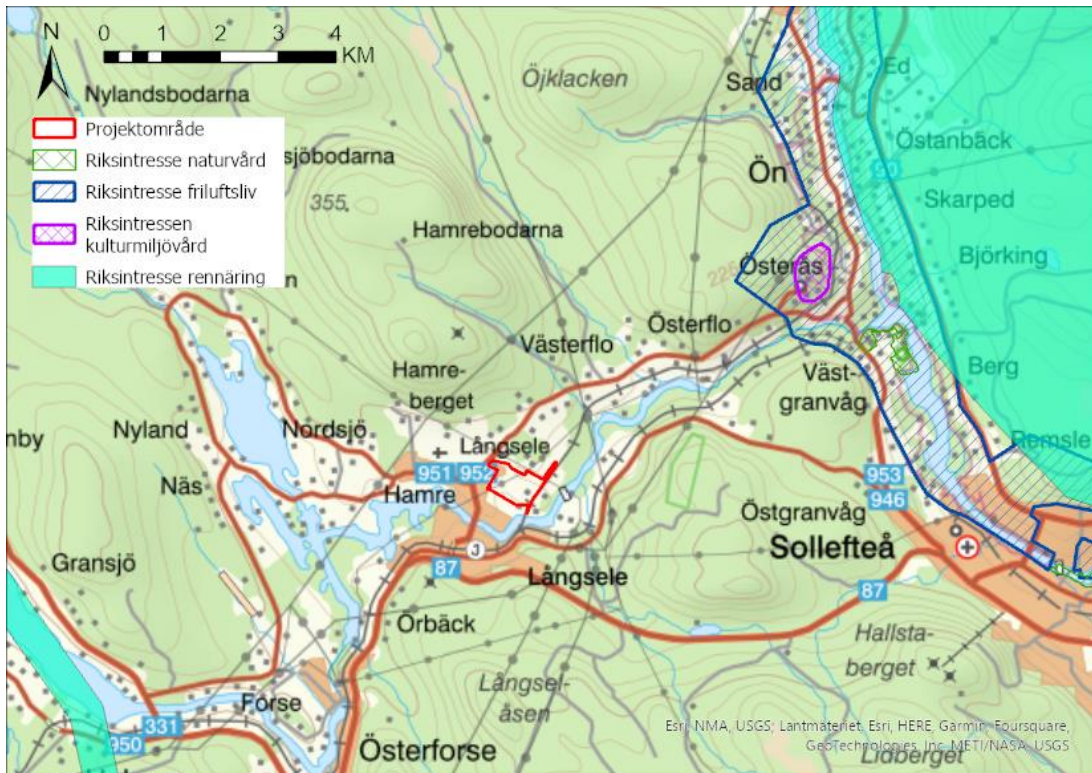 N
0 1 2 3 4
KM
Nylandsbodarna
Projektområde
Riksintresse naturvård
Riksintresse friluftsliv
Riksintressen
kulturmiljövård
Riksintresse rennäring
sjöbodarna
355
Hamrebodarna
Öjklacken
Sand
Ed
Östanbäck
90
Ön
Skarped
Björking
Österås
Österflo
Västerflo
Hamre-
berget
Berg
Väst-
granvåg
Remsle
Nyland
Nordsjö
Långsele
951 952
Näs
Hamre
953
946
Östgranvåg
Sollefteå
Gransjö
J
87
Långsele
87
Örbäck
Hallsta-
berget
Långsel-
åsen
Forse
331
950
Österforse
Lidberget
Esri, NMA, USGS; Lantmäteriet, Esri, HERE, Garmin, Foursquare,
GeoTechnologies, Inc, METI/NASA, USGS